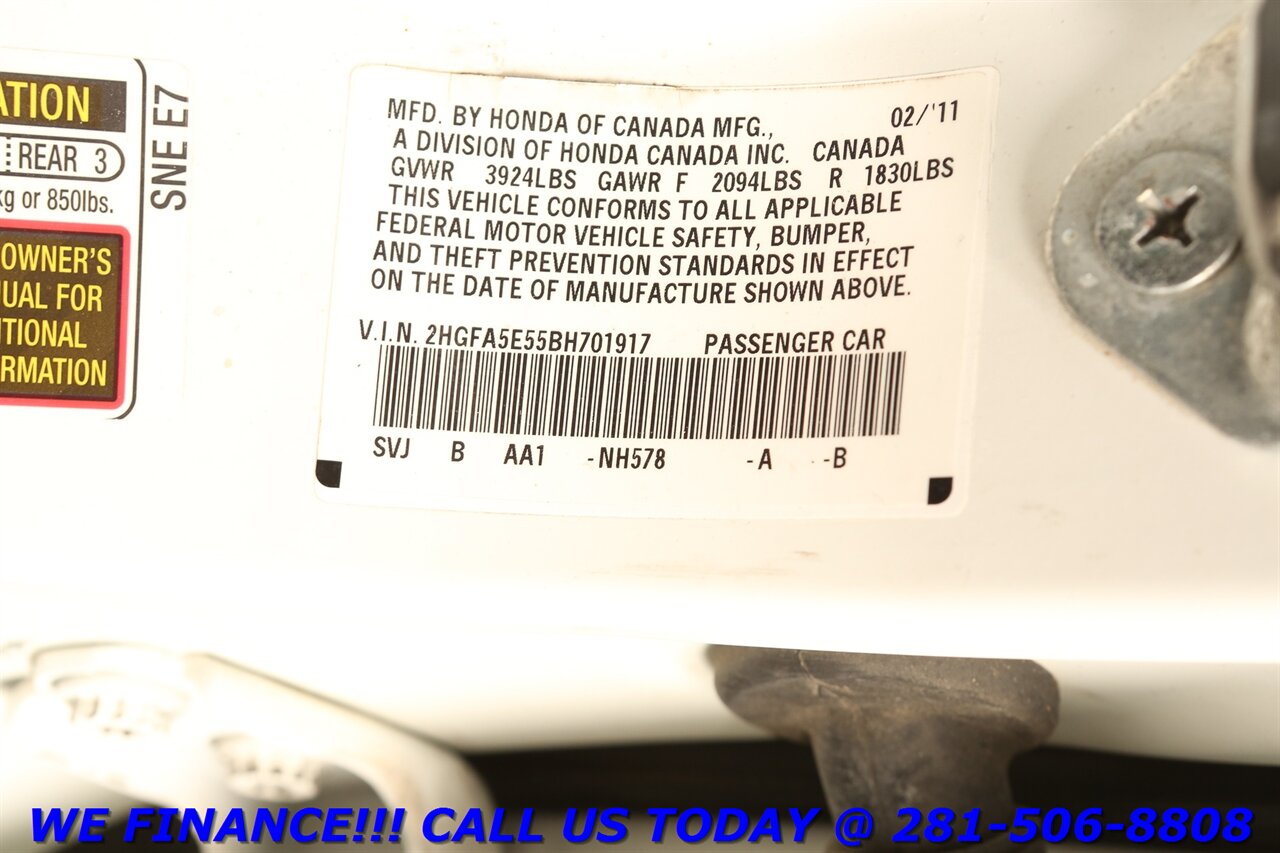 ATION
REAR 3
kg or 850lbs.
OWNER'S
UAL FOR
ITIONAL
RMATION
SNE E7
MFD. BY HONDA OF CANADA MFG., 02/'11
A DIVISION OF HONDA CANADA INC. CANADA
GVWR 3924LBS GAWR F 2094LBS R 1830LBS
THIS VEHICLE CONFORMS TO ALL APPLICABLE
FEDERAL MOTOR VEHICLE SAFETY, BUMPER,
AND THEFT PREVENTION STANDARDS IN EFFECT
ON THE DATE OF MANUFACTURE SHOWN ABOVE.
V.I.N. 2HGFA5E55BH701917 PASSENGER CAR
SVJ B AA1 -NH578 -A -B
WE FINANCE!!! CALL US TODAY @ 281-506-8808